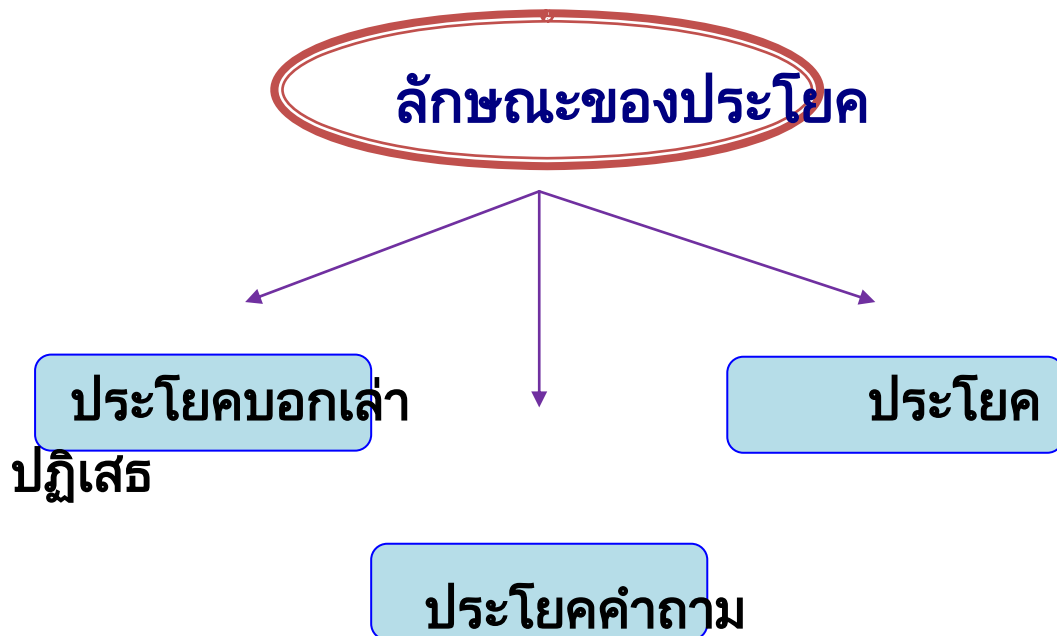 ลักษณะของประโยค
ประโยคบอกเล่า ประโยค
ปฏิเสธ
ประโยคคำถาม